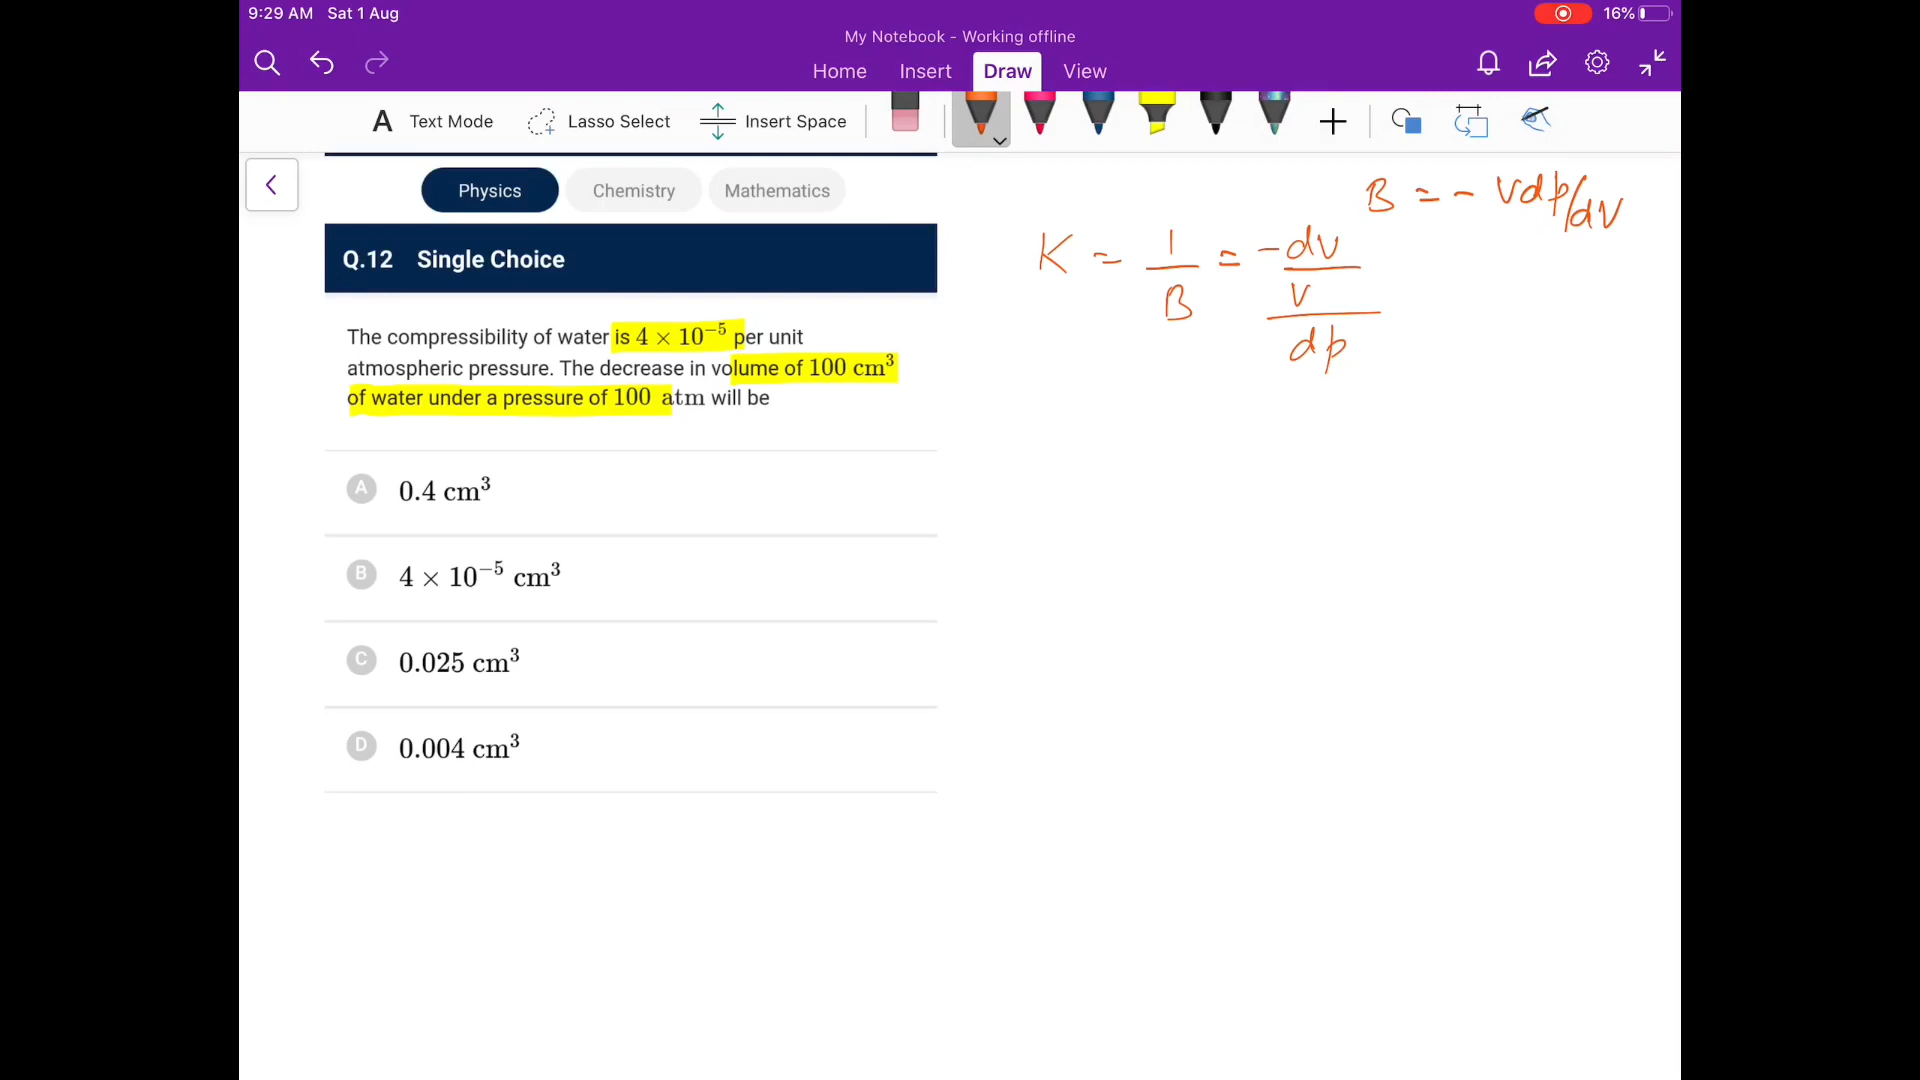 9:29 AM Sat 1 Aug
16%
My Notebook - Working offline
Home Insert Draw View
A Text Mode Lasso Select Insert Space
Physics Chemistry Mathematics
Q.12 Single Choice
The compressibility of water is 4 × 10⁻⁵ per unit
atmospheric pressure. The decrease in volume of 100 cm³
of water under a pressure of 100 atm will be
A 0.4 cm³
B 4 × 10⁻⁵ cm³
C 0.025 cm³
D 0.004 cm³
B = - Vdp/dV
K = 1/B = -dv/v/dp